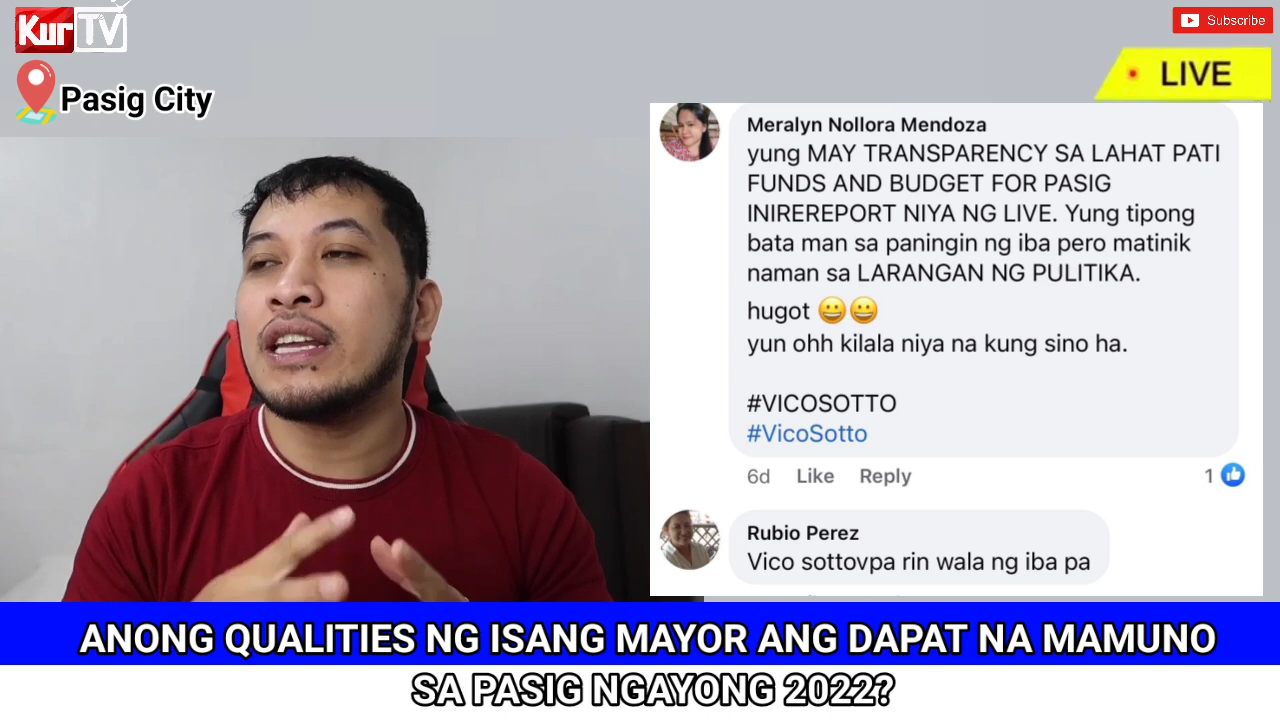 KurTV
Subscribe
Pasig City
LIVE
Meralyn Nollora Mendoza
yung MAY TRANSPARENCY SA LAHAT PATI
FUNDS AND BUDGET FOR PASIG
INIREREPORT NIYA NG LIVE. Yung tipong
bata man sa paningin ng iba pero matinik
naman sa LARANGAN NG PULITIKA.
hugot 😀😀
yun ohh kilala niya na kung sino ha.
#VICOSOTTO
#VicoSotto
6d Like Reply 1
Rubio Perez
Vico sottovpa rin wala ng iba pa
ANONG QUALITIES NG ISANG MAYOR ANG DAPAT NA MAMUNO
SA PASIG NGAYONG 2022?